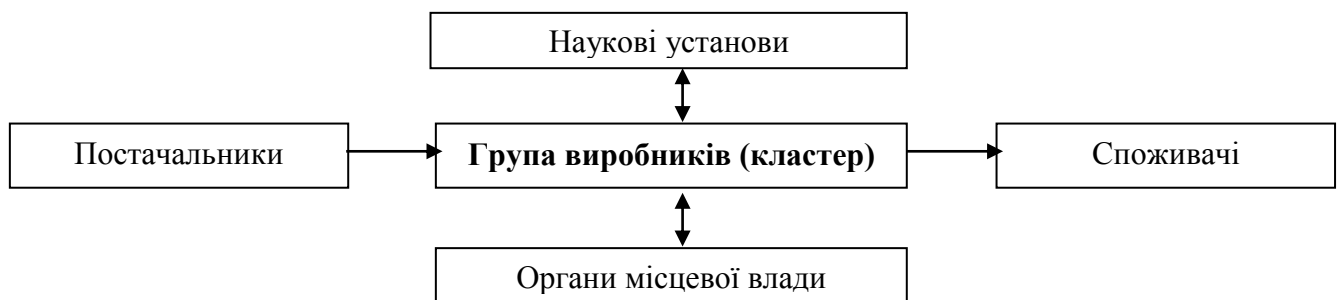 Наукові установи
Постачальники
Група виробників (кластер)
Споживачі
Органи місцевої влади